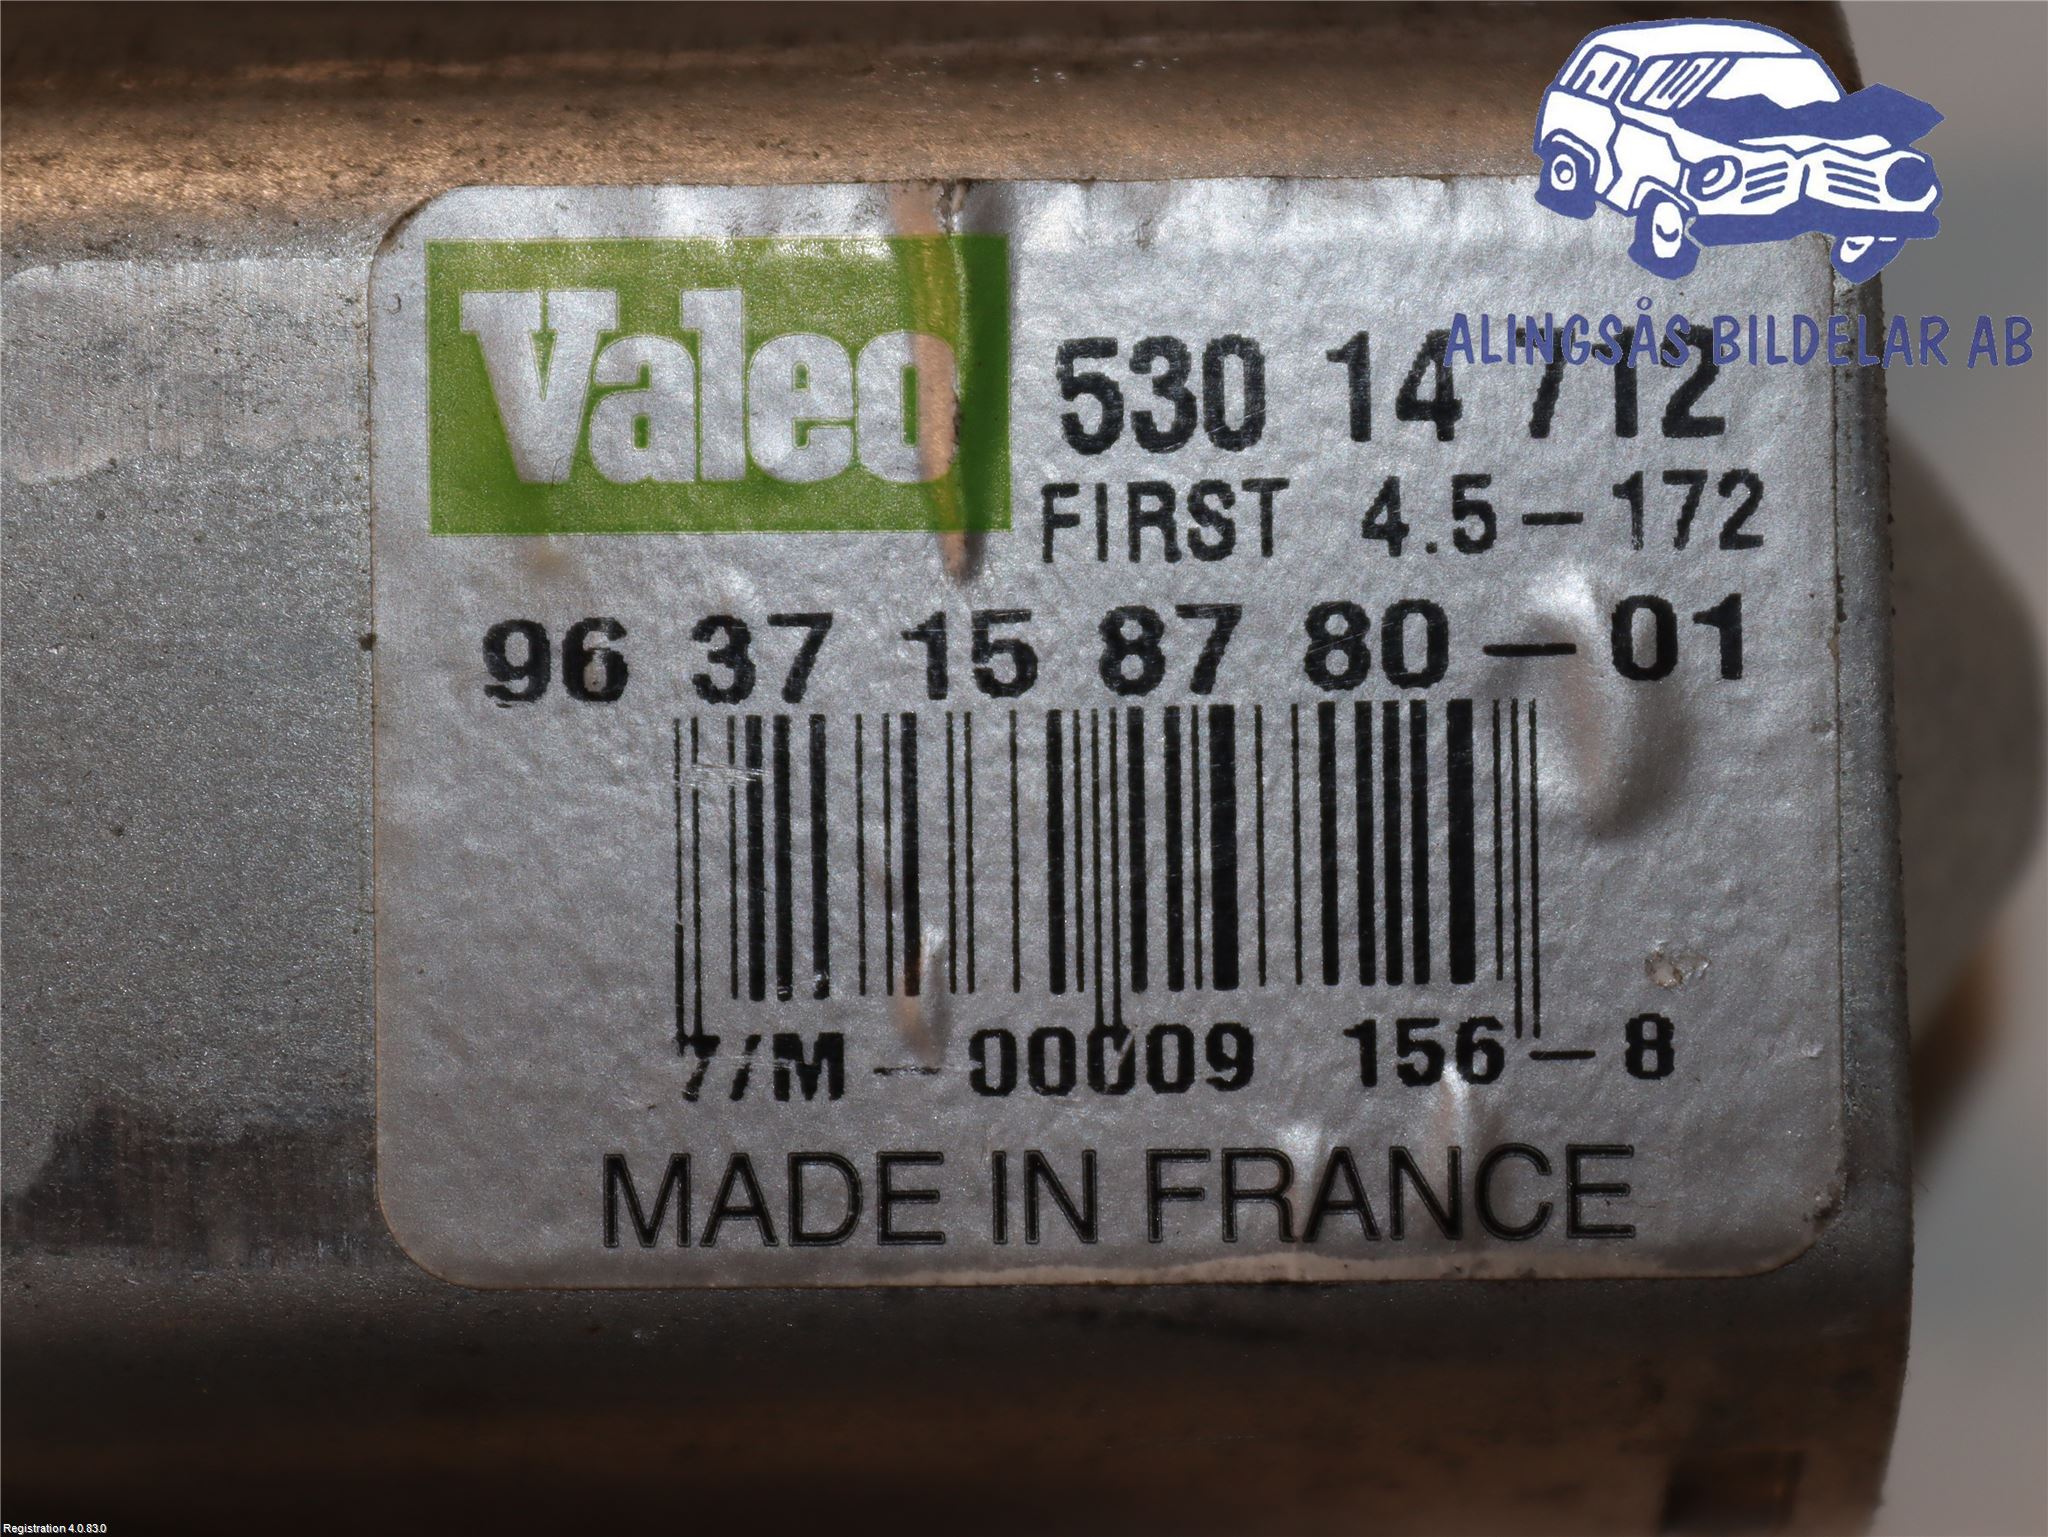 Valeo
ALINGSÅS BILDELAR AB
530 14 712
FIRST 4.5-172
96 37 15 87 80-01
7/M-00009 156-8
MADE IN FRANCE
Registration 4.0.83.0